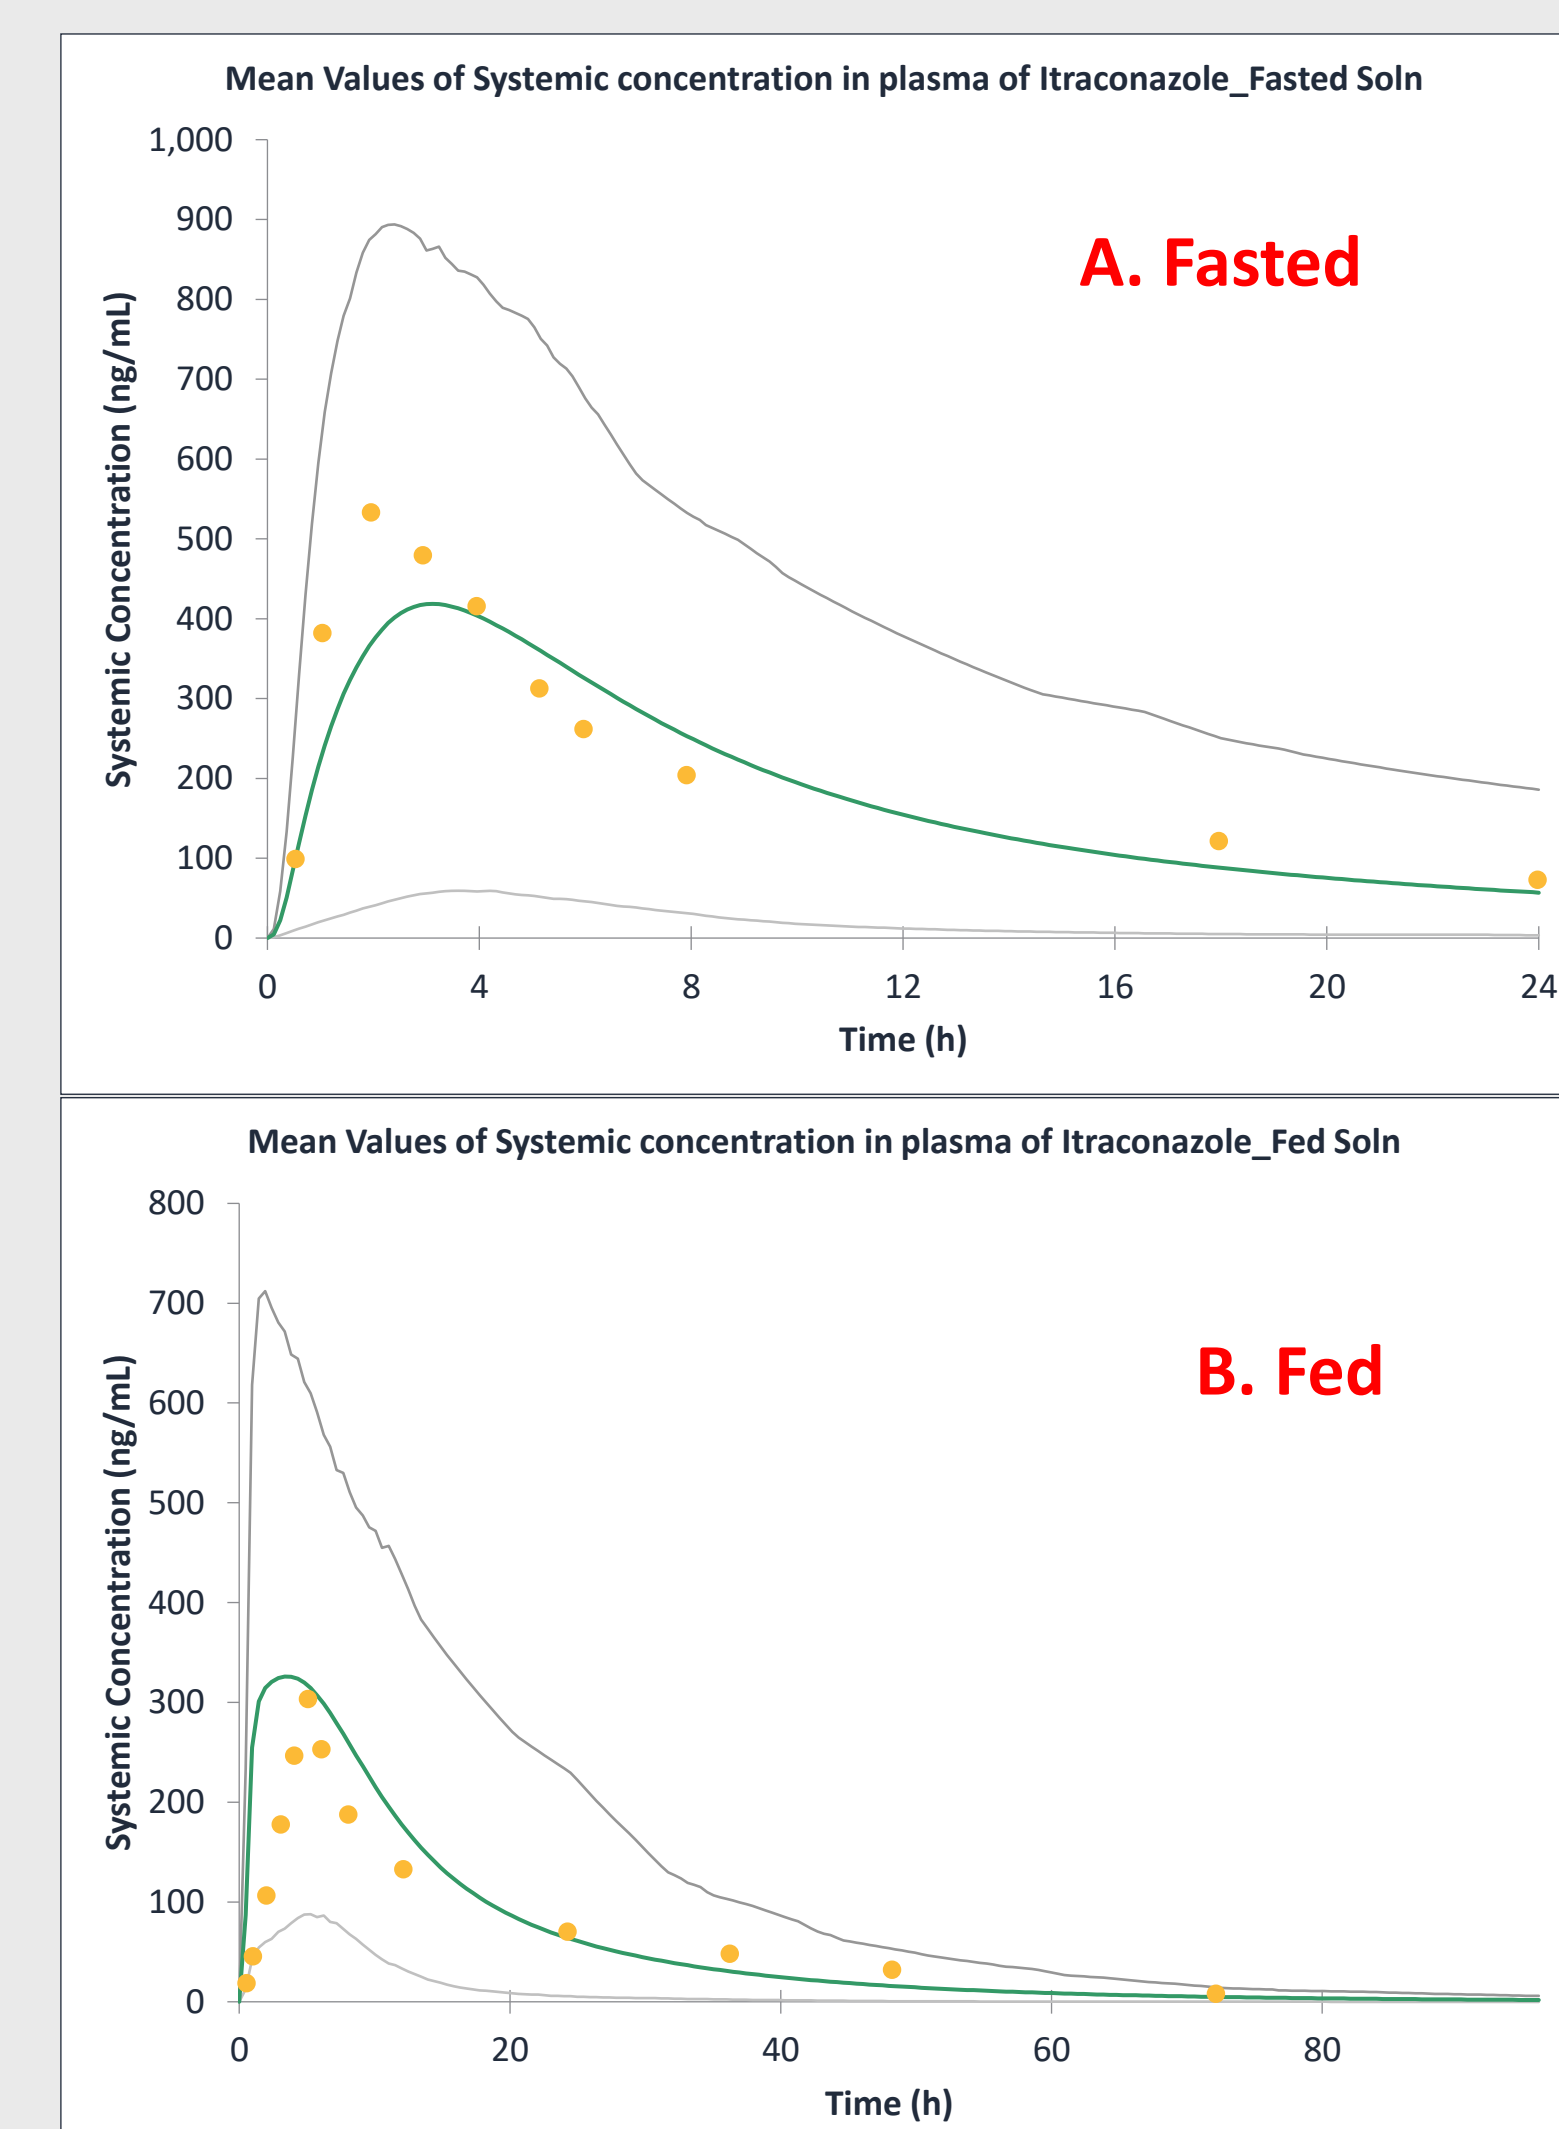 Mean Values of Systemic concentration in plasma of Itraconazole_Fasted Soln
1,000
900
800
700
600
500
400
300
200
100
0
Systemic Concentration (ng/mL)
A. Fasted
0 4 8 12 16 20 24
Time (h)
Mean Values of Systemic concentration in plasma of Itraconazole_Fed Soln
800
700
600
500
400
300
200
100
0
Systemic Concentration (ng/mL)
B. Fed
0 20 40 60 80
Time (h)